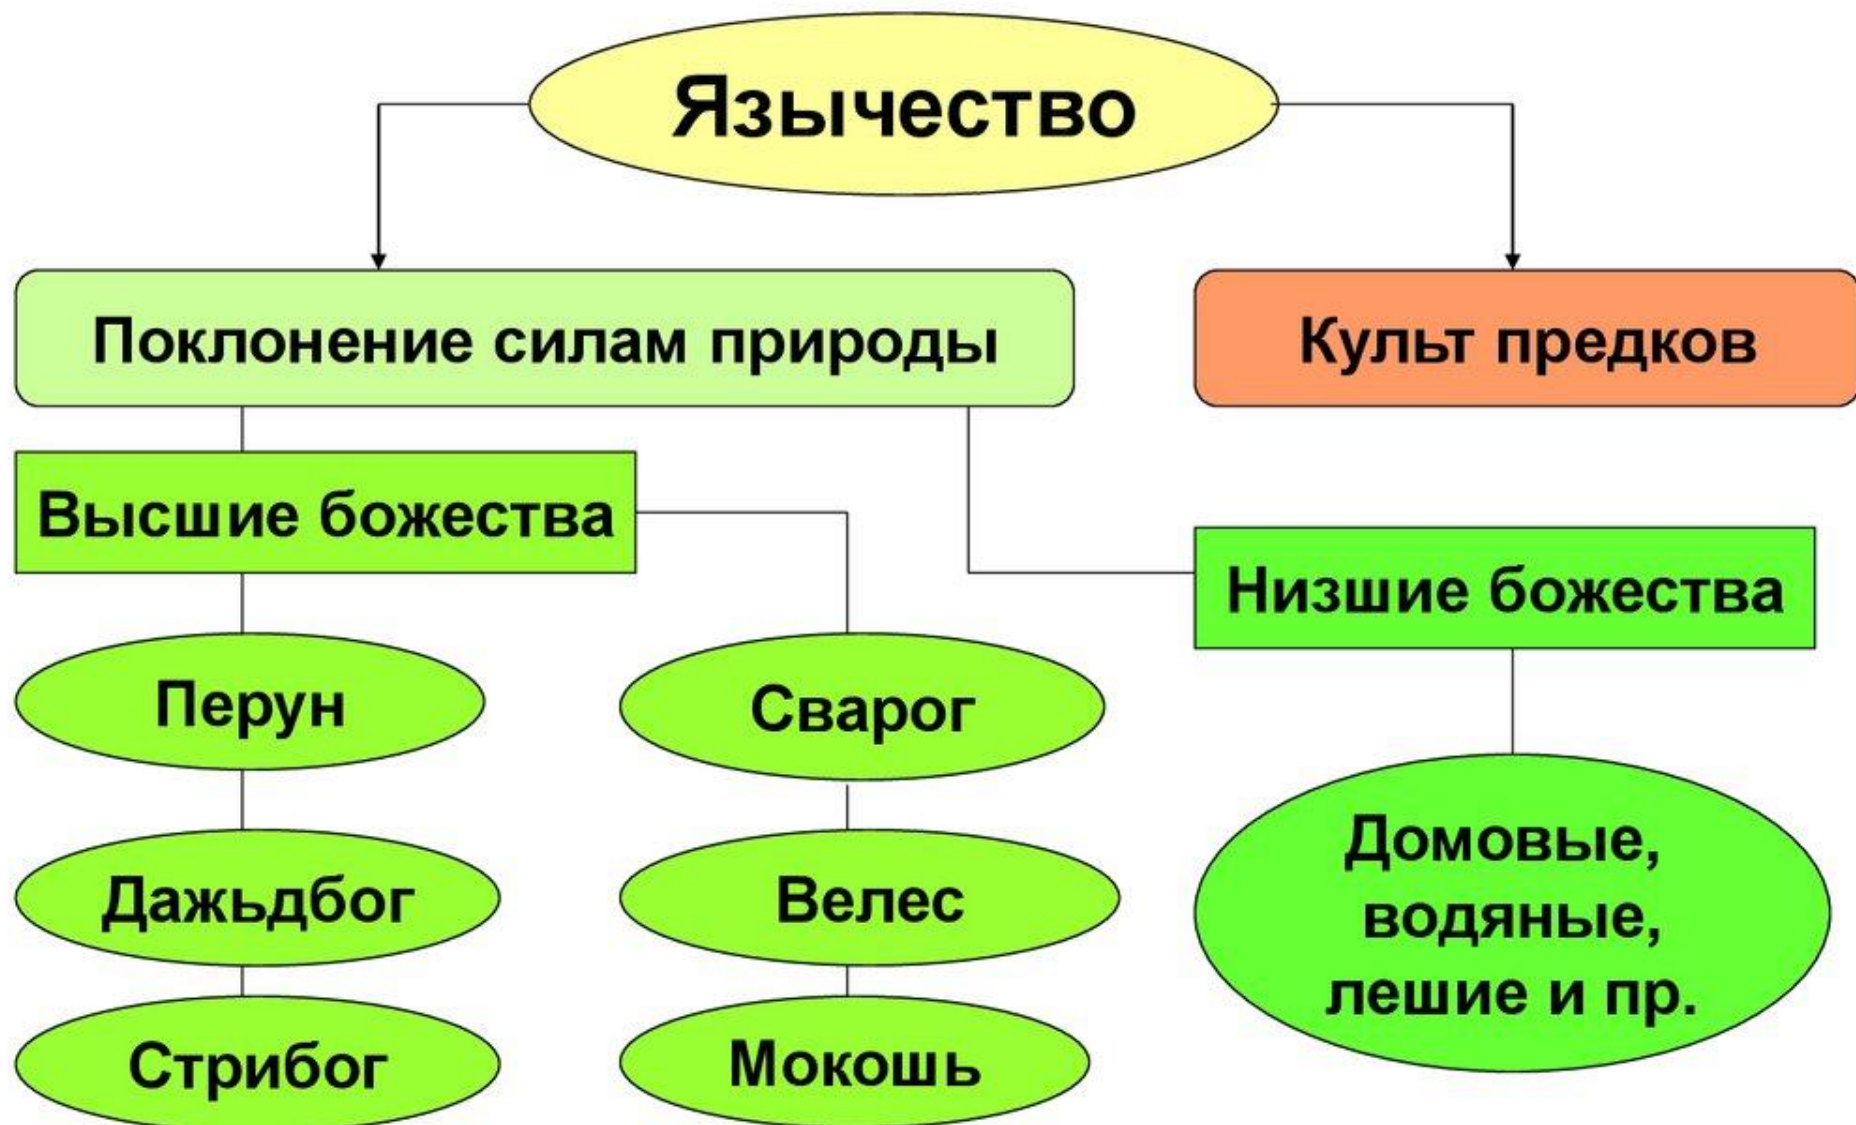 Язычество
Поклонение силам природы
Культ предков
Высшие божества
Низшие божества
Перун
Сварог
Дажьдбог
Велес
Стрибог
Мокошь
Домовые,
водяные,
лешие и пр.